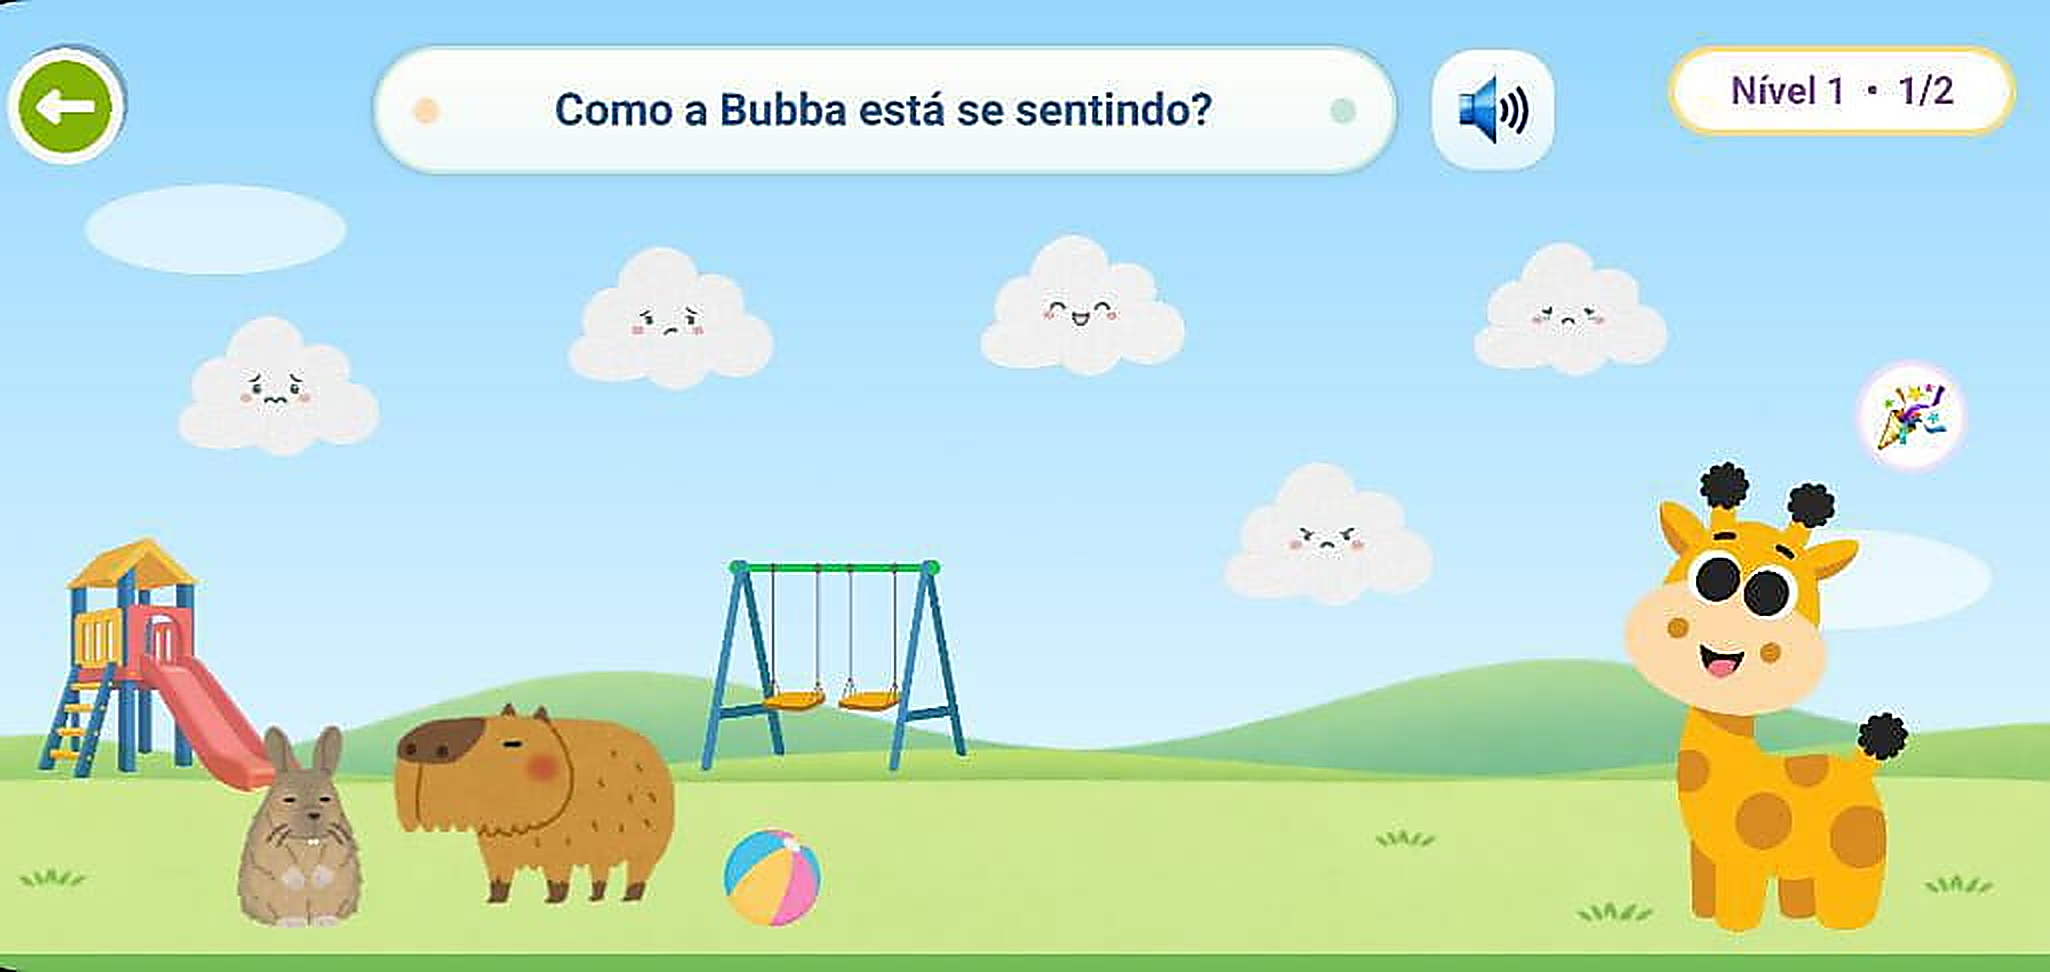 Como a Bubba está se sentindo?
Nível 1 • 1/2